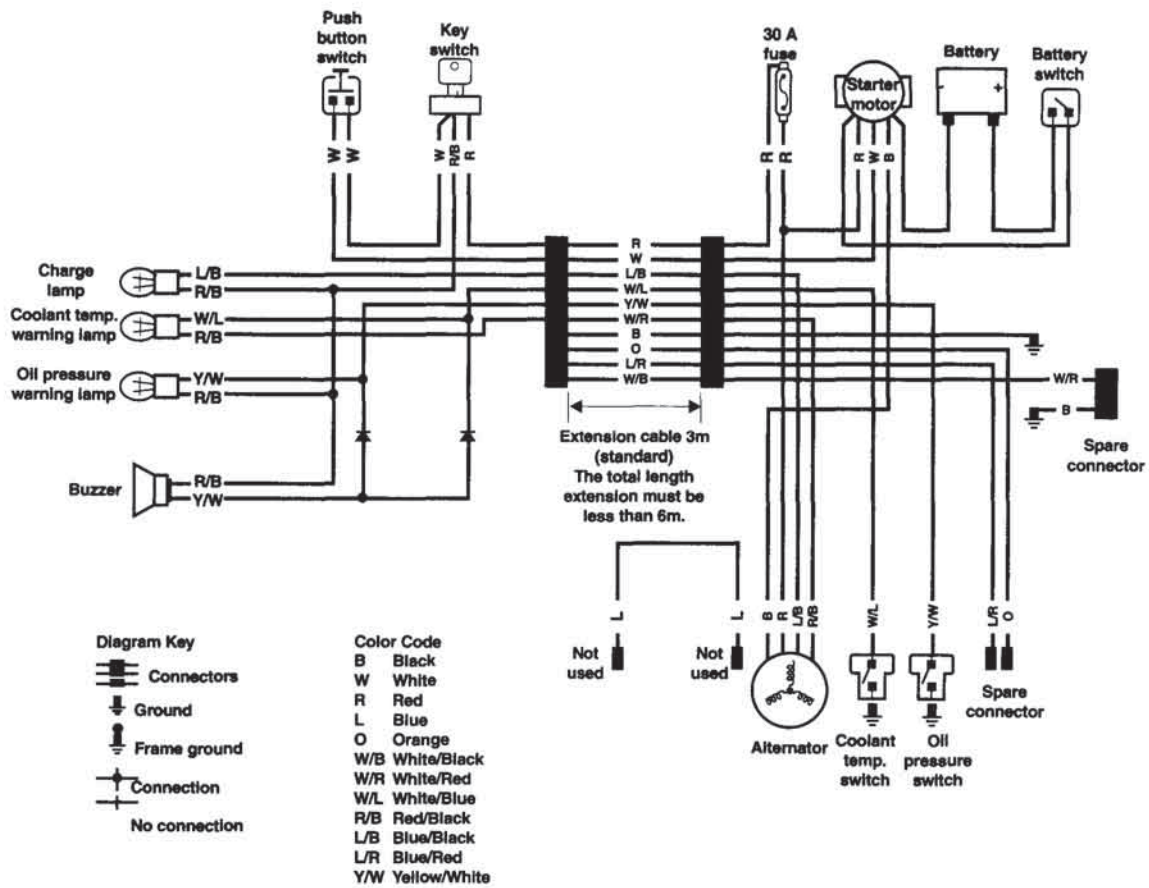 Push
button
switch
Key
switch
30 A
fuse
Starter
motor
Battery
- +
Battery
switch
W
W
W
R/B
R
R
R
R
W
B
R
W
L/B
W/L
Y/W
W/R
B
O
L/R
W/B
Charge
lamp
L/B
R/B
Coolant temp.
warning lamp
W/L
R/B
Oil pressure
warning lamp
Y/W
R/B
Buzzer
R/B
Y/W
Extension cable 3m
(standard)
The total length
extension must be
less than 6m.
W/R
B
Spare
connector
L
L
B
R
L/B
R/B
W/L
Y/W
L/R
O
Not
used
Not
used
Alternator
Coolant
temp.
switch
Oil
pressure
switch
Spare
connector
Diagram Key
Connectors
Ground
Frame ground
Connection
No connection
Color Code
B Black
W White
R Red
L Blue
O Orange
W/B White/Black
W/R White/Red
W/L White/Blue
R/B Red/Black
L/B Blue/Black
L/R Blue/Red
Y/W Yellow/White